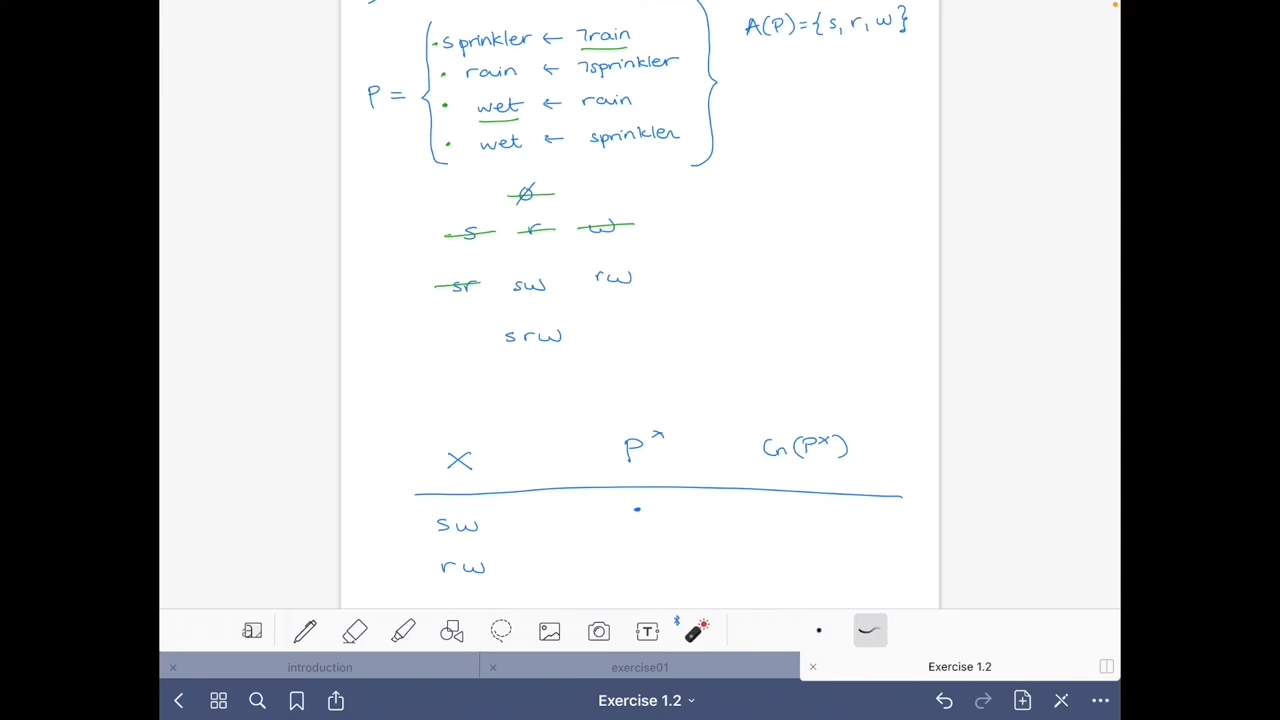 sprinkler ← ¬rain
rain ← ¬sprinkler
P =
wet ← rain
wet ← sprinkler
A(P)={s, r, w}
∅
s r w
sr sw rw
srw
X P^x Cn(P^x)
sw
rw
introduction
exercise01
Exercise 1.2
Exercise 1.2